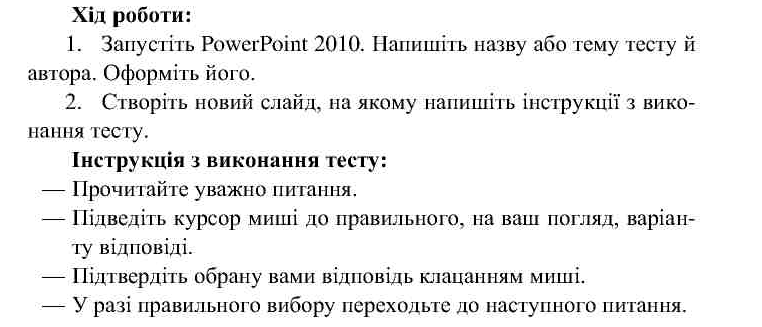 Хід роботи:
1. Запустіть PowerPoint 2010. Напишіть назву або тему тесту й
автора. Оформіть його.
2. Створіть новий слайд, на якому напишіть інструкції з вико-
нання тесту.
Інструкція з виконання тесту:
— Прочитайте уважно питання.
— Підведіть курсор миші до правильного, на ваш погляд, варіан-
ту відповіді.
— Підтвердіть обрану вами відповідь клацанням миші.
— У разі правильного вибору переходьте до наступного питання.